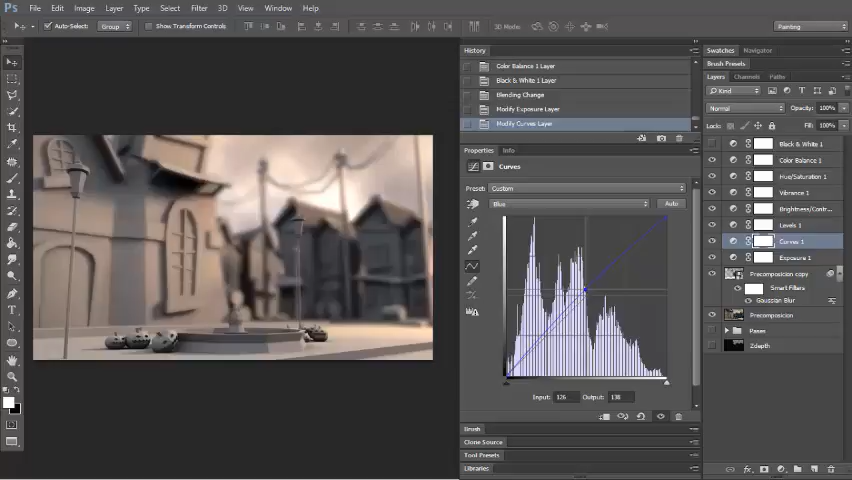 Ps File Edit Image Layer Type Select Filter 3D View Window Help
Auto-Select: Group Show Transform Controls 3D Mode: Painting
History
Color Balance 1 Layer
Black & White 1 Layer
Blending Change
Modify Exposure Layer
Modify Curves Layer
Properties Info
Curves
Preset: Custom
Blue Auto
Input: 126 Output: 138
Brush
Clone Source
Tool Presets
Libraries
Swatches Navigator
Brush Presets
Layers Channels Paths
Kind
Normal Opacity: 100%
Lock: Fill: 100%
Black & White 1
Color Balance 1
Hue/Saturation 1
Vibrance 1
Brightness/Contr...
Levels 1
Curves 1
Exposure 1
Precomposition copy
Smart Filters
Gaussian Blur
Precomposition
Pases
Zdepth